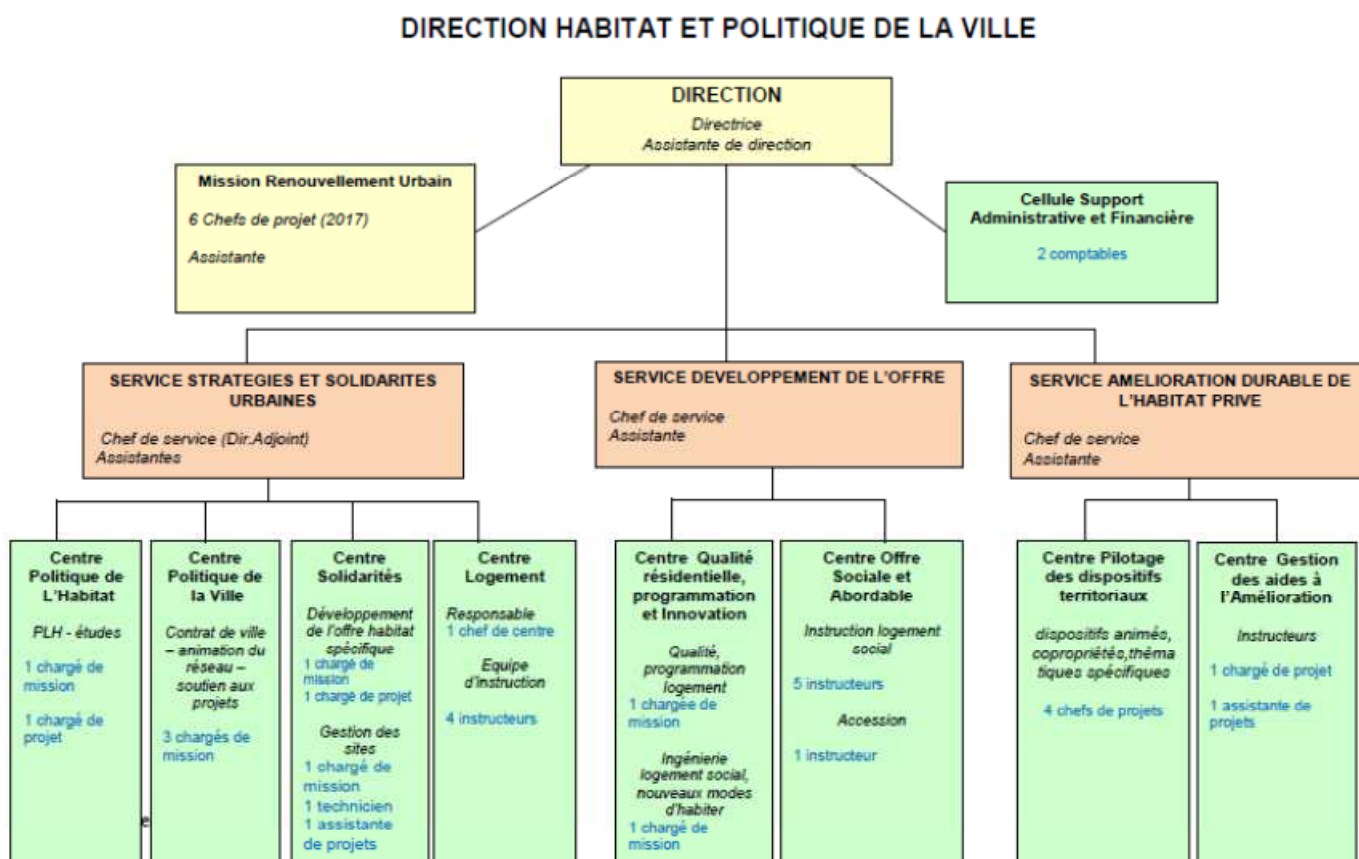 DIRECTION HABITAT ET POLITIQUE DE LA VILLE
DIRECTION
Directrice
Assistante de direction
Mission Renouvellement Urbain
6 Chefs de projet (2017)
Assistante
Cellule Support
Administrative et Financière
2 comptables
SERVICE STRATEGIES ET SOLIDARITES
URBAINES
Chef de service (Dir.Adjoint)
Assistantes
SERVICE DEVELOPPEMENT DE L'OFFRE
Chef de service
Assistante
SERVICE AMELIORATION DURABLE DE
L'HABITAT PRIVE
Chef de service
Assistante
Centre
Politique de
L'Habitat
PLH - études
1 chargé de
mission
1 chargé de
projet
Centre
Politique de
la Ville
Contrat de ville
– animation du
réseau –
soutien aux
projets
3 chargés de
mission
Centre
Solidarités
Développement
de l'offre habitat
spécifique
1 chargé de
mission
1 chargé de projet
Gestion des
sites
1 chargé de
mission
1 technicien
1 assistante
de projets
Centre
Logement
Responsable
1 chef de centre
Equipe
d'instruction
4 instructeurs
Centre Qualité
résidentielle,
programmation
et Innovation
Qualité,
programmation
logement
1 chargée de
mission
Ingénierie
logement social,
nouveaux modes
d'habiter
1 chargé de
mission
Centre Offre
Sociale et
Abordable
Instruction logement
social
5 instructeurs
Accession
1 instructeur
Centre Pilotage
des dispositifs
territoriaux
dispositifs animés,
copropriétés,théma
tiques spécifiques
4 chefs de projets
Centre Gestion
des aides à
l'Amélioration
Instructeurs
1 chargé de projet
1 assistante de
projets
e